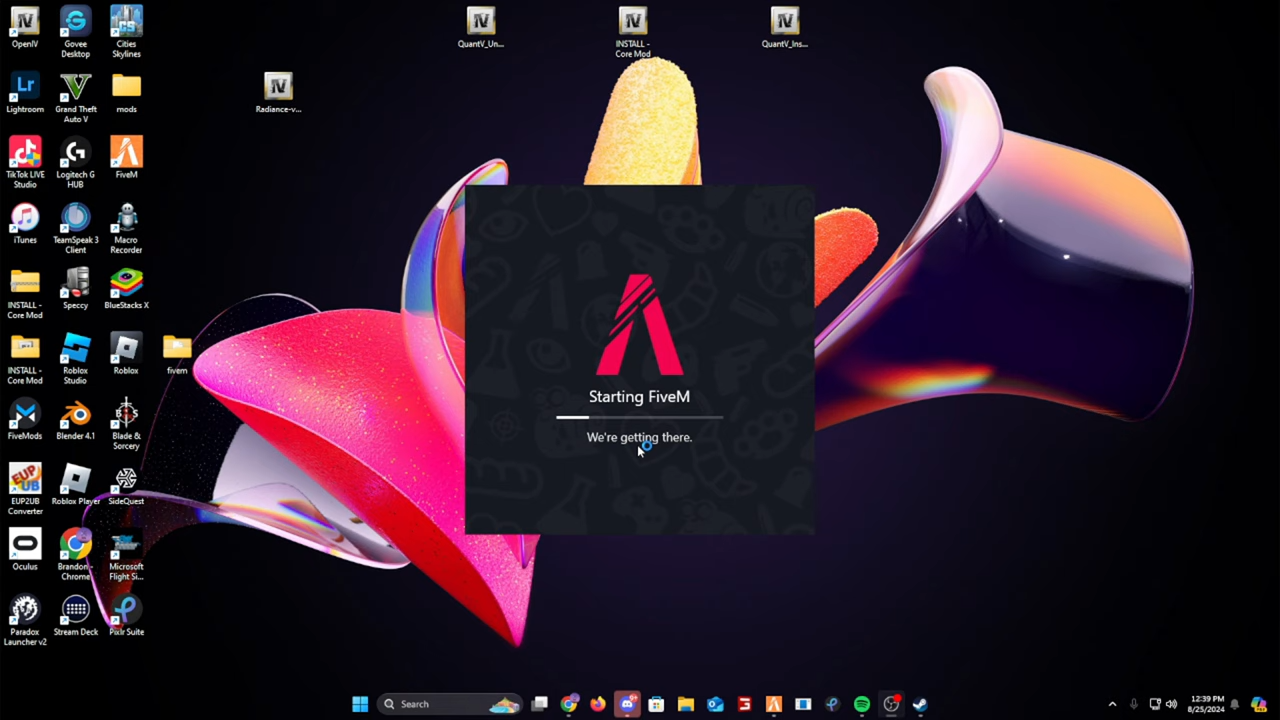 OpenIV
Govee
Desktop
Cities
Skylines
QuantV_Un...
INSTALL -
Core Mod
QuantV_Ins...
Lightroom
Grand Theft
Auto V
mods
Radiance-v...
TikTok LIVE
Studio
Logitech G
HUB
FiveM
iTunes
TeamSpeak 3
Client
Macro
Recorder
INSTALL -
Core Mod
Speccy
BlueStacks X
INSTALL -
Core Mod
Roblox
Studio
Roblox
fivem
Starting FiveM
We're getting there.
FiveMods
Blender 4.1
Blade &
Sorcery
EUP2UB
Converter
Roblox Player
SideQuest
Oculus
Brandon -
Chrome
Microsoft
Flight Si...
Paradox
Launcher v2
Stream Deck
Pixlr Suite
Search
12:39 PM
8/25/2024